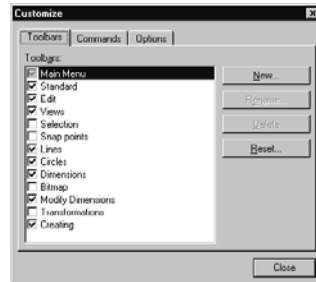 Customize
Toolbars Commands Options
Toolbars:
Main Menu
Standard
Edit
Views
Selection
Snap points
Lines
Circles
Dimensions
Bitmap
Modify Dimensions
Transformations
Creating
New...
Rename...
Delete
Reset...
Close